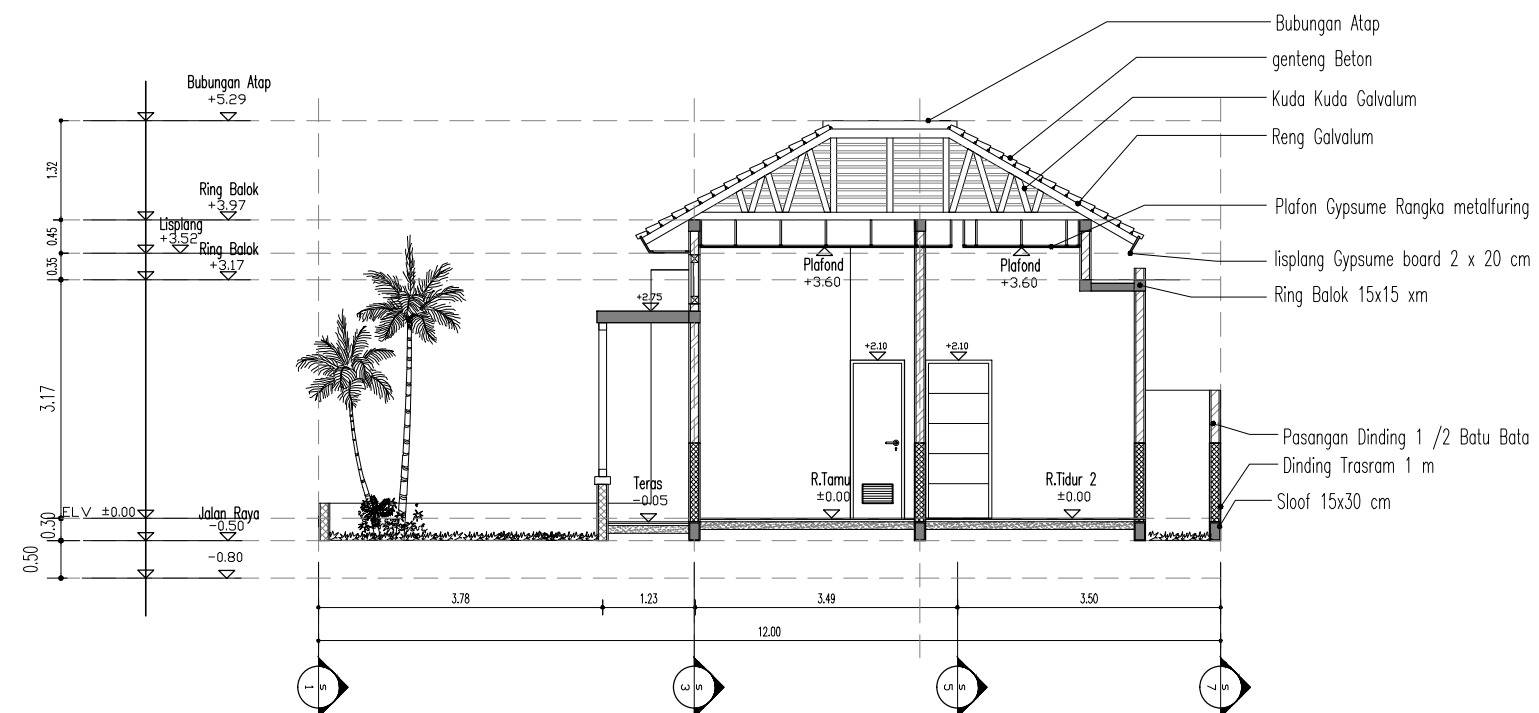 Bubungan Atap
+5.29
Ring Balok
+3.97
Lisplang
+3.52
Ring Balok
+3.17
ELV ±0.00
Jalan Raya
-0.50
-0.80
1.32
0.45
0.35
3.17
0.30
0.50
+2.75
Plafond
+3.60
Plafond
+3.60
+2.10
+2.10
Teras
-0.05
R.Tamu
±0.00
R.Tidur 2
±0.00
Bubungan Atap
genteng Beton
Kuda Kuda Galvalum
Reng Galvalum
Plafon Gypsume Rangka metalfuring
lisplang Gypsume board 2 x 20 cm
Ring Balok 15x15 xm
Pasangan Dinding 1 /2 Batu Bata
Dinding Trasram 1 m
Sloof 15x30 cm
3.78
1.23
3.49
3.50
12.00
1 s
3 s
5 s
7 s